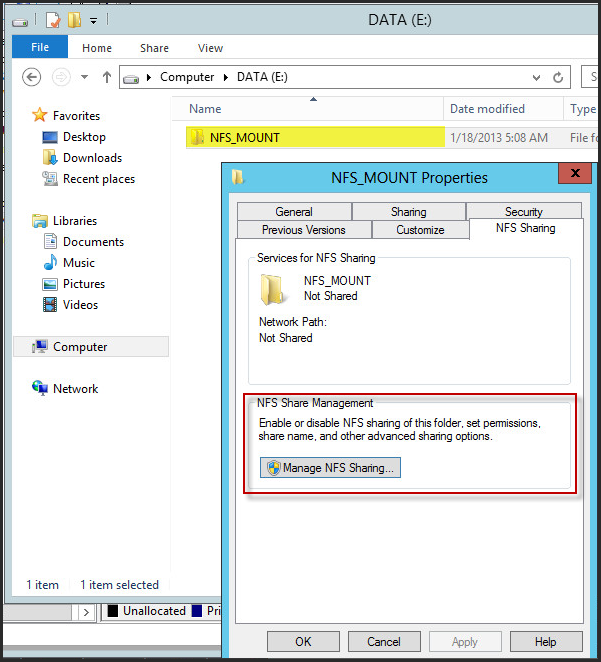 DATA (E:)
File Home Share View
Computer DATA (E:)
Name Date modified Type
NFS_MOUNT 1/18/2013 5:08 AM File fo
Favorites
Desktop
Downloads
Recent places
Libraries
Documents
Music
Pictures
Videos
Computer
Network
1 item 1 item selected
Unallocated Pri
NFS_MOUNT Properties
x
General Sharing Security
Previous Versions Customize NFS Sharing
Services for NFS Sharing
NFS_MOUNT
Not Shared
Network Path:
Not Shared
NFS Share Management
Enable or disable NFS sharing of this folder, set permissions,
share name, and other advanced sharing options.
Manage NFS Sharing...
OK Cancel Apply Help